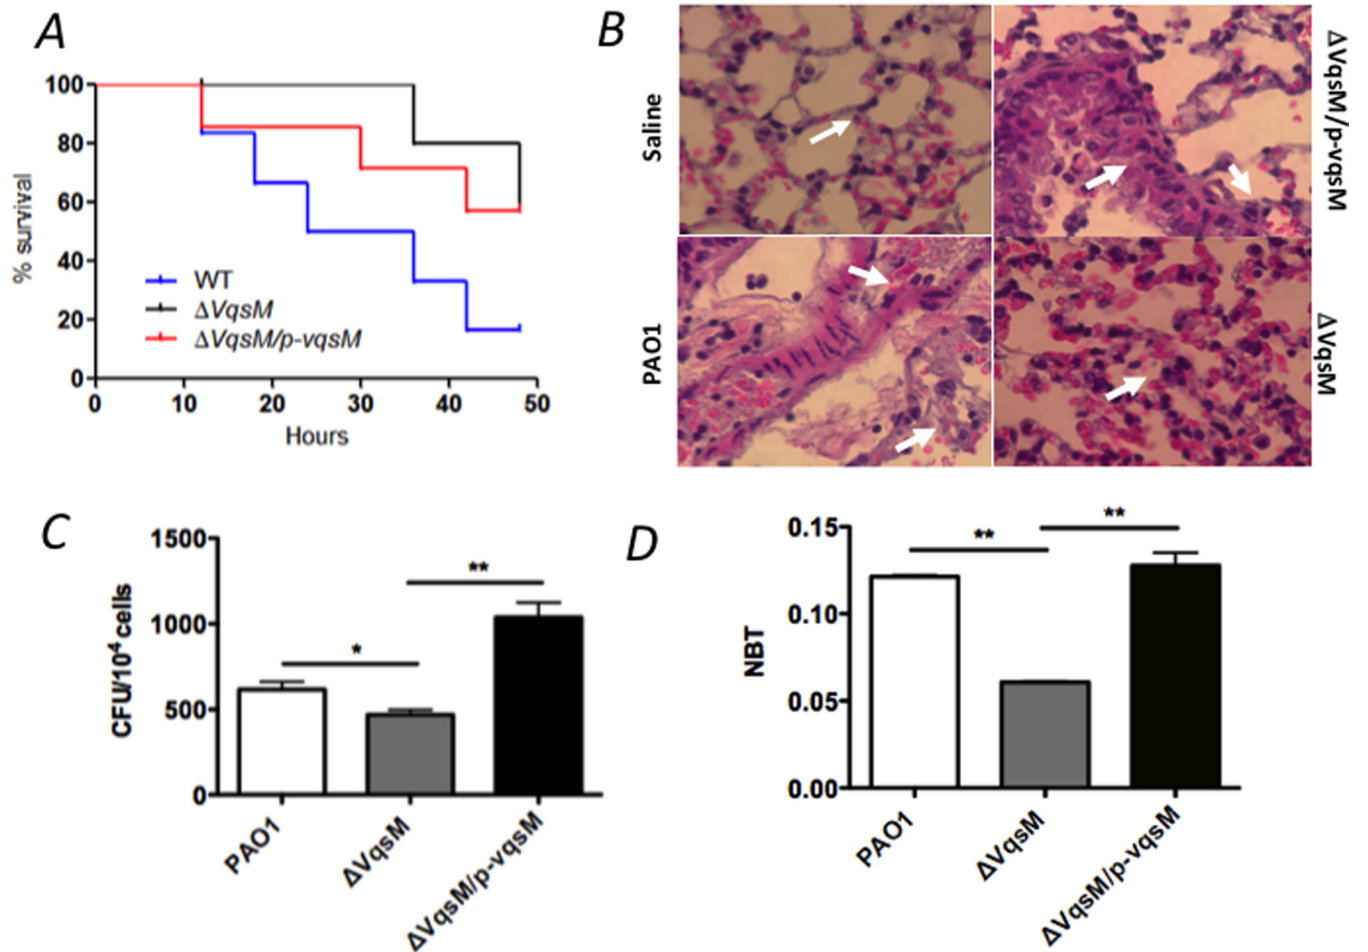 A
100
80
60
40
20
0
% survival
WT
ΔVqsM
ΔVqsM/p-vqsM
0 10 20 30 40 50
Hours
B
Saline
ΔVqsM/p-vqsM
PAO1
ΔVqsM
C
1500
1000
500
0
CFU/10⁴ cells
*
**
PAO1
ΔVqsM
ΔVqsM/p-vqsM
D
0.15
0.10
0.05
0.00
NBT
**
**
PAO1
ΔVqsM
ΔVqsM/p-vqsM